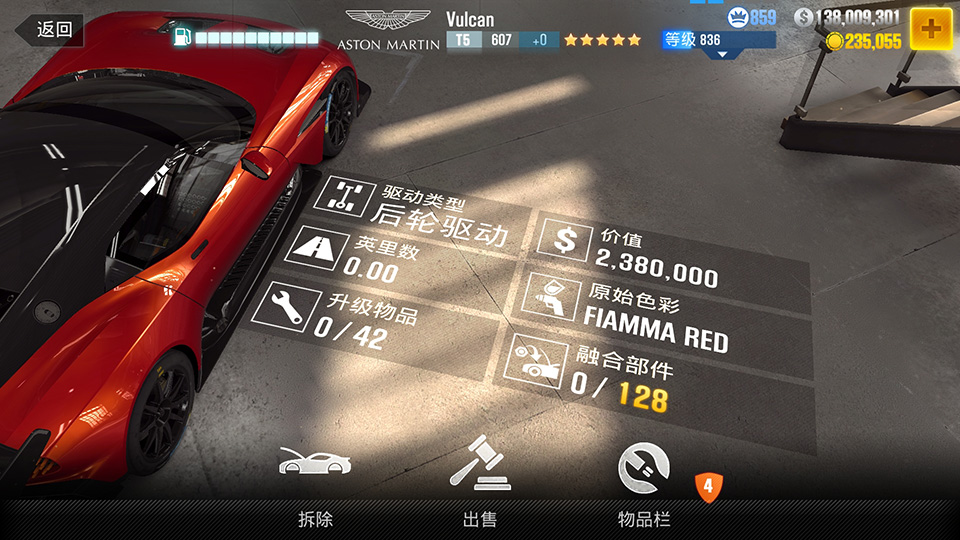 返回
ASTON MARTIN
ASTON MARTIN
Vulcan
T5 607 +0
等级 836
859
138,009,301
235,055
驱动类型
后轮驱动
英里数
0.00
升级物品
0 / 42
价值
2,380,000
原始色彩
FIAMMA RED
融合部件
0 / 128
拆除
出售
物品栏
4